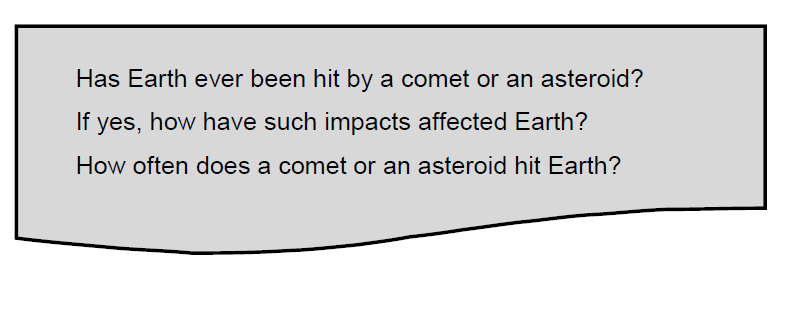 Has Earth ever been hit by a comet or an asteroid?
If yes, how have such impacts affected Earth?
How often does a comet or an asteroid hit Earth?